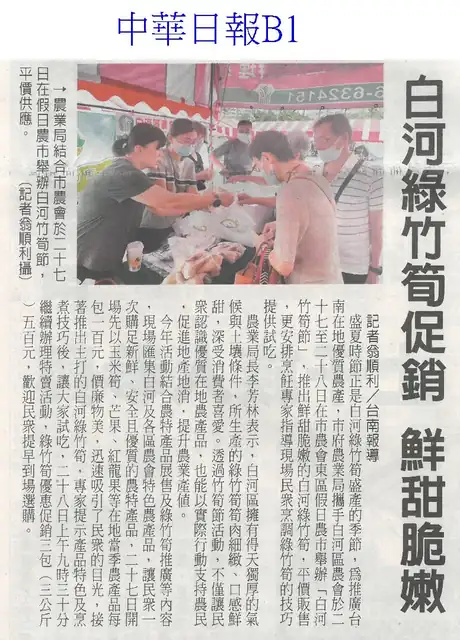 中華日報B1
白河綠竹筍促銷 鮮甜脆嫩
6-6324151
→農業局結合市農會於二十七
日在假日農市舉辦白河竹筍節,
平價供應。 (記者翁順利攝)
記者翁順利/台南報導
盛夏時節正是白河綠竹筍盛產的季節,為推廣台
南在地優質農產,市府農業局攜手白河區農會於二
十七至二十八日在市農會東區假日農市舉辦「白河
竹筍節」,推出鮮甜脆嫩的白河綠竹筍,平價販售
,更安排烹飪專家指導現場民眾烹調綠竹筍的技巧
提供試吃。
農業局長李芳林表示,白河區擁有得天獨厚的氣
候與土壤條件,所生產的綠竹筍筍肉細緻、口感鮮
甜,深受消費者喜愛。透過竹筍節活動,不僅讓民
眾認識優質在地農產品,也能以實際行動支持農民
,促進地產地消,提升農業產值。
今年活動結合農特產品展售及綠竹筍推廣等內容
,現場匯集白河及各區農會特色農產品,讓民眾一
次購足新鮮、安全且優質的農特產品,二十七日開
場先以玉米筍、芒果、紅龍果等在地當季農產品每
包一百元,價廉物美,迅速吸引了民眾的目光,接
著推出主打的白河綠竹筍,專家提示產品特色及烹
煮技巧後,讓大家試吃,二十八日上午九時三十分
繼續辦理特賣活動,綠竹筍優惠促銷三包(三公斤
)五百元,歡迎民眾提早到場選購。